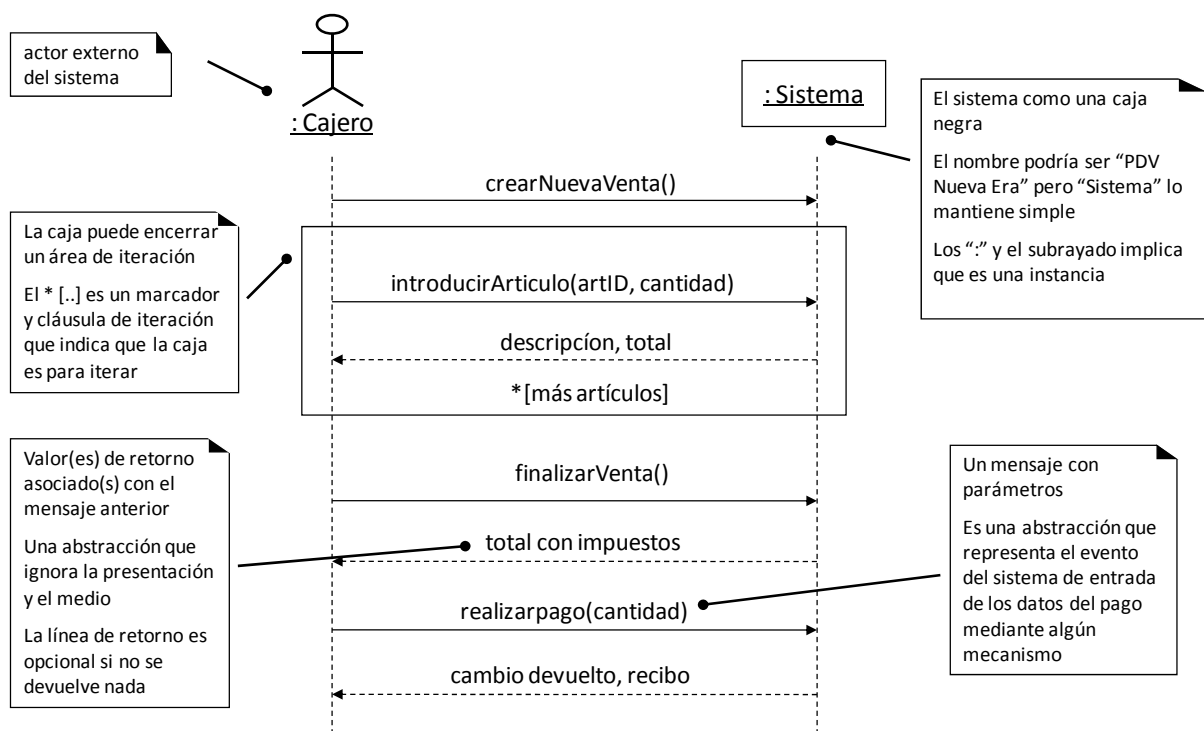 actor externo
del sistema
: Cajero
: Sistema
El sistema como una caja
negra
El nombre podría ser “PDV
Nueva Era” pero “Sistema” lo
mantiene simple
Los “:” y el subrayado implica
que es una instancia
crearNuevaVenta()
La caja puede encerrar
un área de iteración
El * [..] es un marcador
y cláusula de iteración
que indica que la caja
es para iterar
introducirArticulo(artID, cantidad)
descripcíon, total
*[más artículos]
Valor(es) de retorno
asociado(s) con el
mensaje anterior
Una abstracción que
ignora la presentación
y el medio
La línea de retorno es
opcional si no se
devuelve nada
finalizarVenta()
total con impuestos
realizarpago(cantidad)
cambio devuelto, recibo
Un mensaje con
parámetros
Es una abstracción que
representa el evento
del sistema de entrada
de los datos del pago
mediante algún
mecanismo